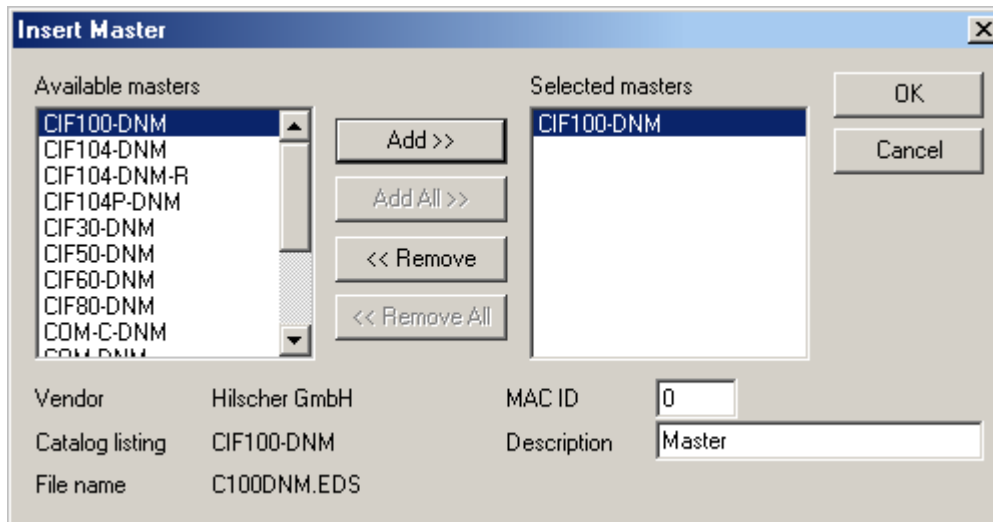 Insert Master
Available masters
CIF100-DNM
CIF104-DNM
CIF104-DNM-R
CIF104P-DNM
CIF30-DNM
CIF50-DNM
CIF60-DNM
CIF80-DNM
COM-C-DNM
COM-DNM
Add >>
Add All >>
<< Remove
<< Remove All
Selected masters
CIF100-DNM
OK
Cancel
Vendor Hilscher GmbH
Catalog listing CIF100-DNM
File name C100DNM.EDS
MAC ID 0
Description Master